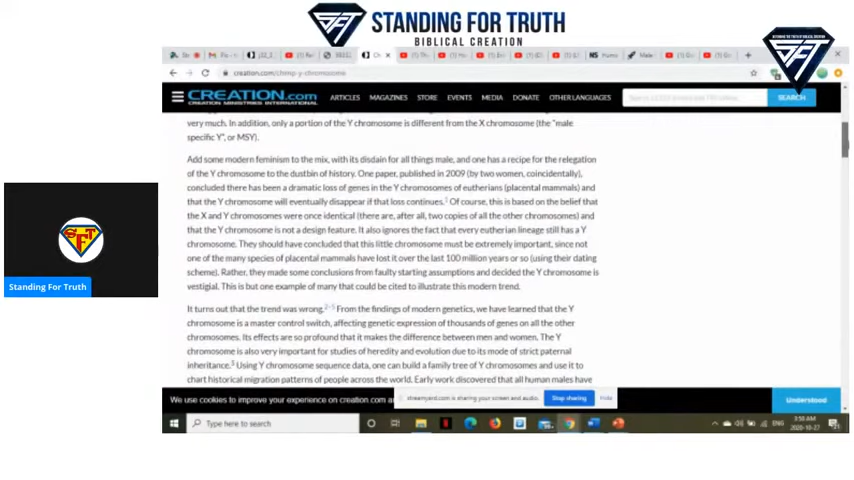 SFT
STANDING FOR TRUTH
BIBLICAL CREATION
SFT
creation.com/chimp-y-chromosome
CREATION.com
CREATION MINISTRIES INTERNATIONAL
ARTICLES MAGAZINES STORE EVENTS MEDIA DONATE OTHER LANGUAGES
SEARCH
very much. In addition, only a portion of the Y chromosome is different from the X chromosome (the "male
specific Y", or MSY).
Add some modern feminism to the mix, with its disdain for all things male, and one has a recipe for the relegation
of the Y chromosome to the dustbin of history. One paper, published in 2009 (by two women, coincidentally),
concluded there has been a dramatic loss of genes in the Y chromosomes of eutherians (placental mammals) and
that the Y chromosome will eventually disappear if that loss continues. Of course, this is based on the belief that
the X and Y chromosomes were once identical (there are, after all, two copies of all the other chromosomes) and
that the Y chromosome is not a design feature. It also ignores the fact that every eutherian lineage still has a Y
chromosome. They should have concluded that this little chromosome must be extremely important, since not
one of the many species of placental mammals have lost it over the last 100 million years or so (using their dating
scheme). Rather, they made some conclusions from faulty starting assumptions and decided the Y chromosome is
vestigial. This is but one example of many that could be cited to illustrate this modern trend.
It turns out that the trend was wrong.2-5 From the findings of modern genetics, we have learned that the Y
chromosome is a master control switch, affecting genetic expression of thousands of genes on all the other
chromosomes. Its effects are so profound that it makes the difference between men and women. The Y
chromosome is also very important for studies of heredity and evolution due to its mode of strict paternal
inheritance. Using Y chromosome sequence data, one can build a family tree of Y chromosomes and use it to
chart historical migration patterns of people across the world. Early work discovered that all human males have
SFT
Standing For Truth
We use cookies to improve your experience on creation.com an
streamyard.com is sharing your screen and audio.
Stop sharing
Hide
Understood
Type here to search
ENG
3:50 AM
2020-10-27